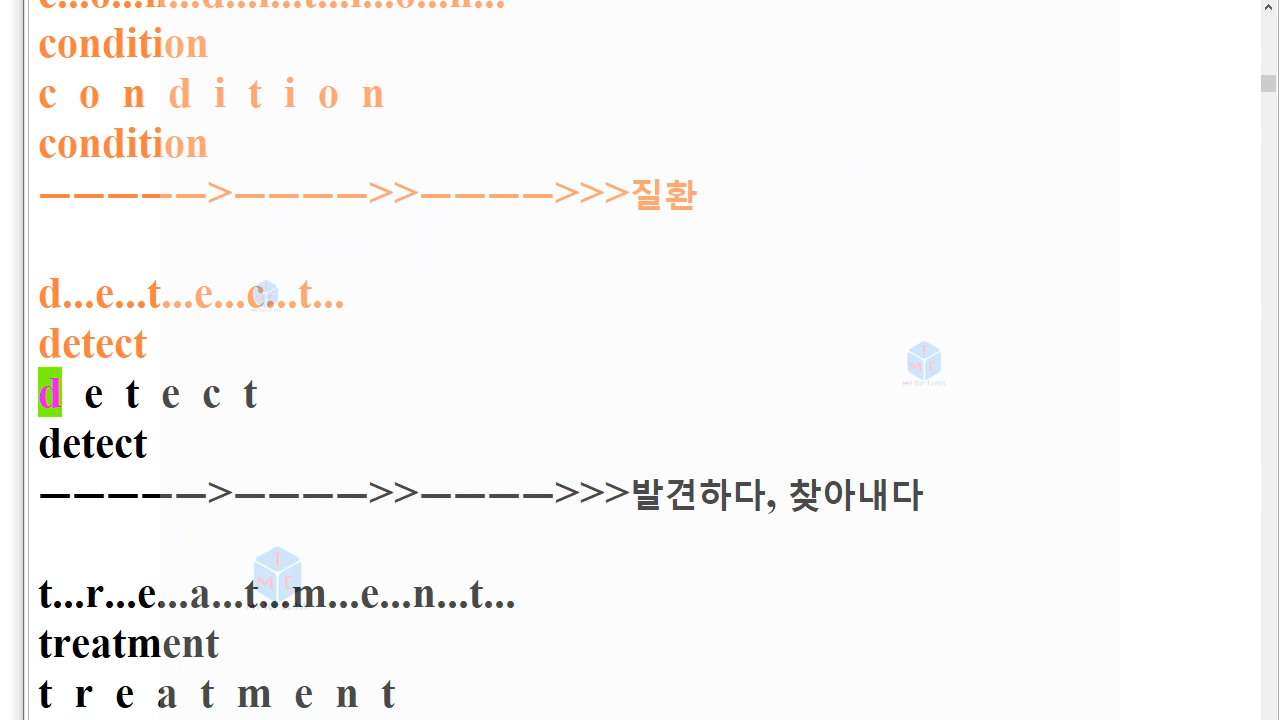 c...o...n...d...i...t...i...o...n...
condition
c o n d i t i o n
condition
—————>————>>————>>>질환
d...e...t...e...c...t...
detect
d e t e c t
detect
—————>————>>————>>>발견하다, 찾아내다
t...r...e...a...t...m...e...n...t...
treatment
t r e a t m e n t